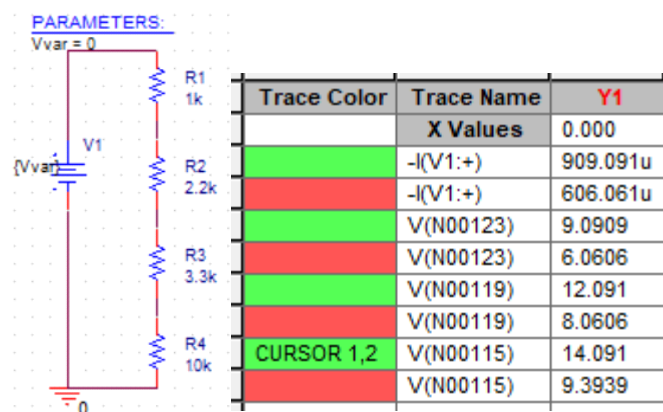 PARAMETERS:
Vvar = 0
R1
1k
V1
{Vvar}
R2
2.2k
R3
3.3k
R4
10k
0
Trace Color Trace Name Y1
X Values 0.000
-I(V1:+) 909.091u
-I(V1:+) 606.061u
V(N00123) 9.0909
V(N00123) 6.0606
V(N00119) 12.091
V(N00119) 8.0606
CURSOR 1,2 V(N00115) 14.091
V(N00115) 9.3939